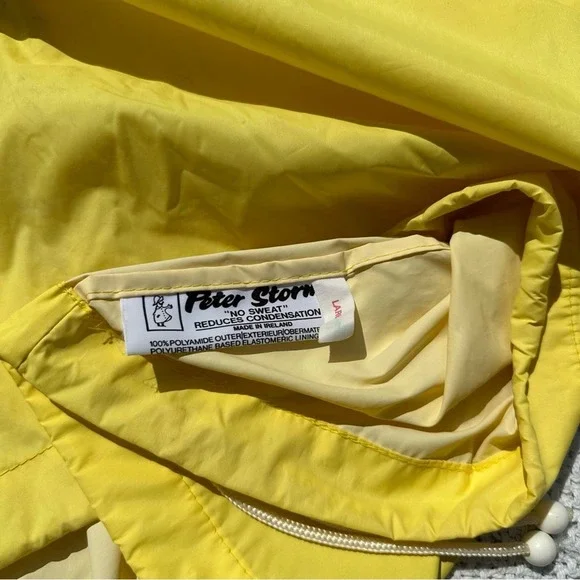 Peter Storm
"NO SWEAT"
REDUCES CONDENSATION
MADE IN IRELAND
100% POLYAMIDE OUTER/EXTERIEUR/OBERMATE
POLYURETHANE BASED ELASTOMERIC LINING